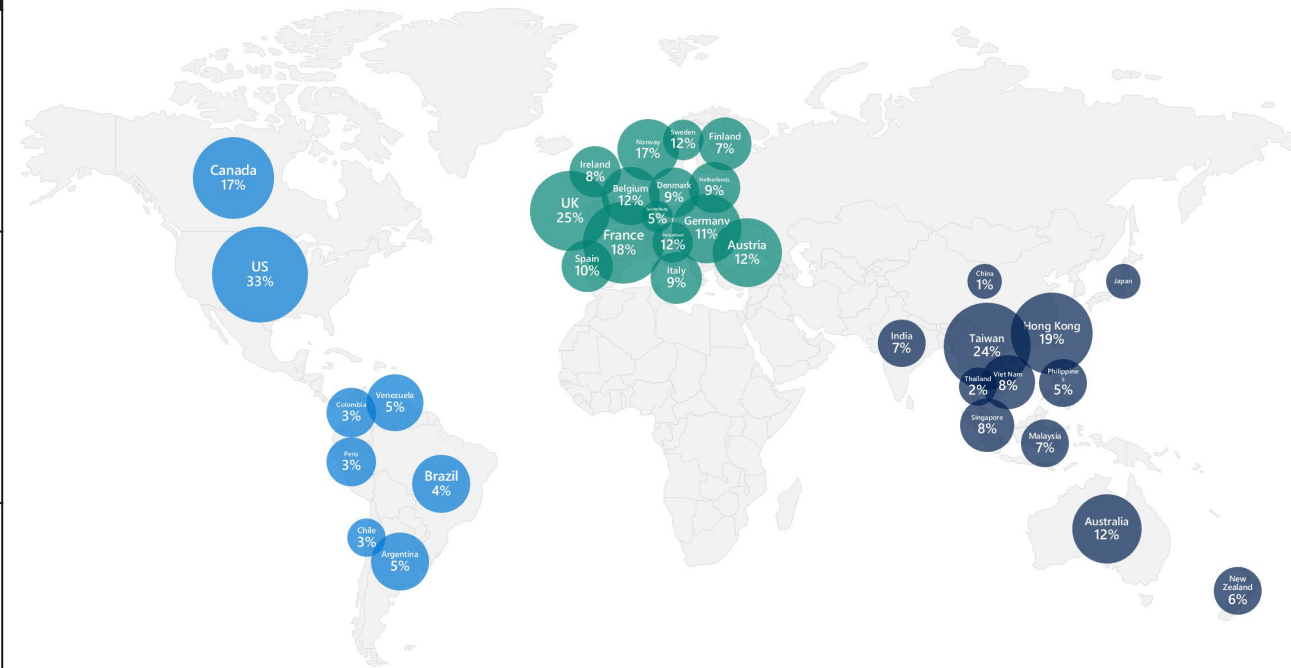 Canada
17%
US
33%
Colombia
3%
Venezuela
5%
Peru
3%
Brazil
4%
Chile
3%
Argentina
5%
Norway
17%
Sweden
12%
Finland
7%
Ireland
8%
Belgium
12%
Denmark
9%
Netherlands
9%
UK
25%
5%
France
18%
12%
Germany
11%
Austria
12%
Spain
10%
Italy
9%
China
1%
Japan
India
7%
Taiwan
24%
Hong Kong
19%
Thailand
2%
Viet Nam
8%
Philippine
s
5%
Singapore
8%
Malaysia
7%
Australia
12%
New
Zealand
6%